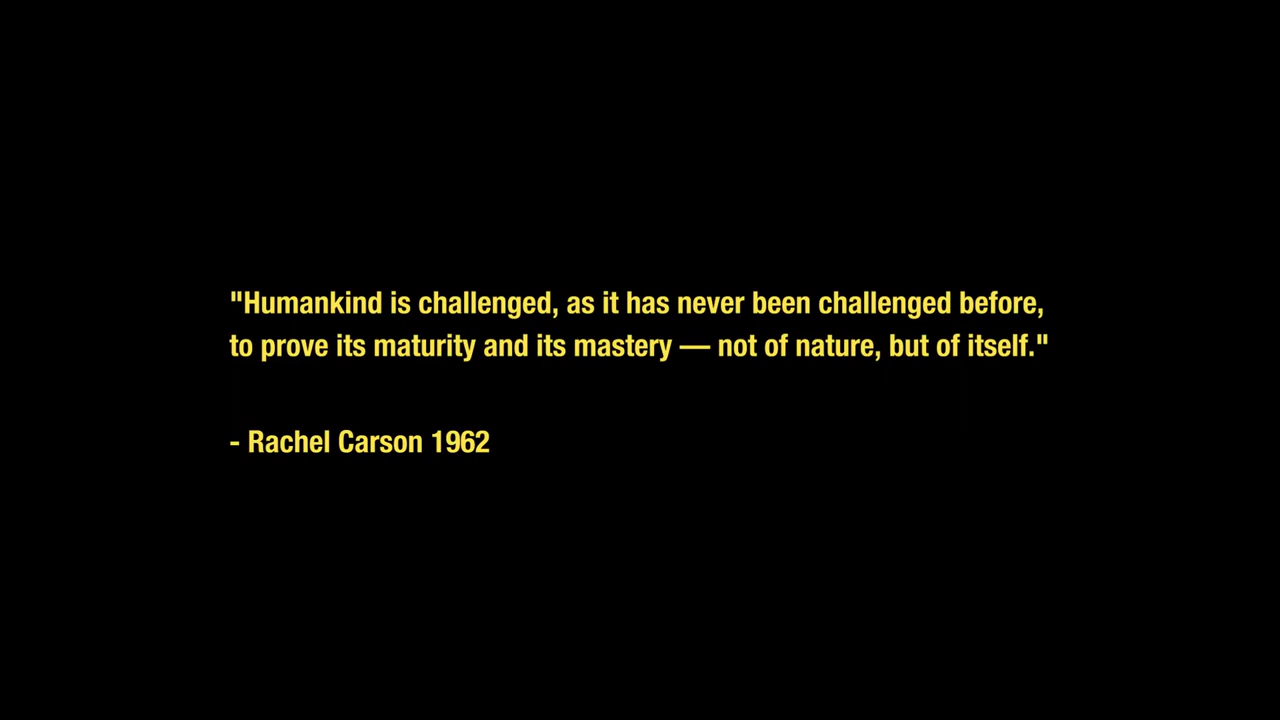 "Humankind is challenged, as it has never been challenged before,
to prove its maturity and its mastery — not of nature, but of itself."
- Rachel Carson 1962